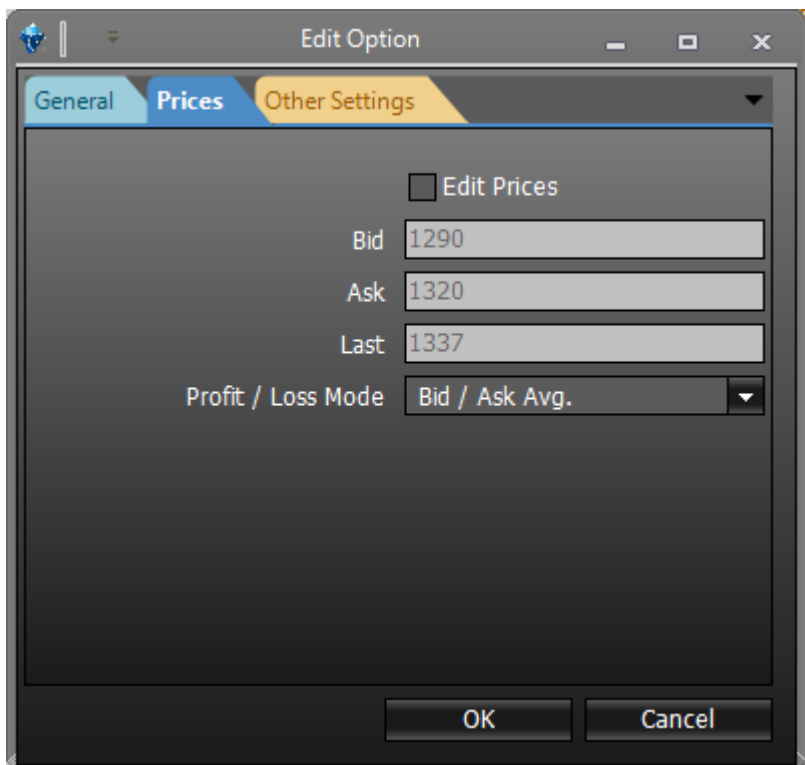 Edit Option
General Prices Other Settings
Edit Prices
Bid 1290
Ask 1320
Last 1337
Profit / Loss Mode Bid / Ask Avg.
OK Cancel